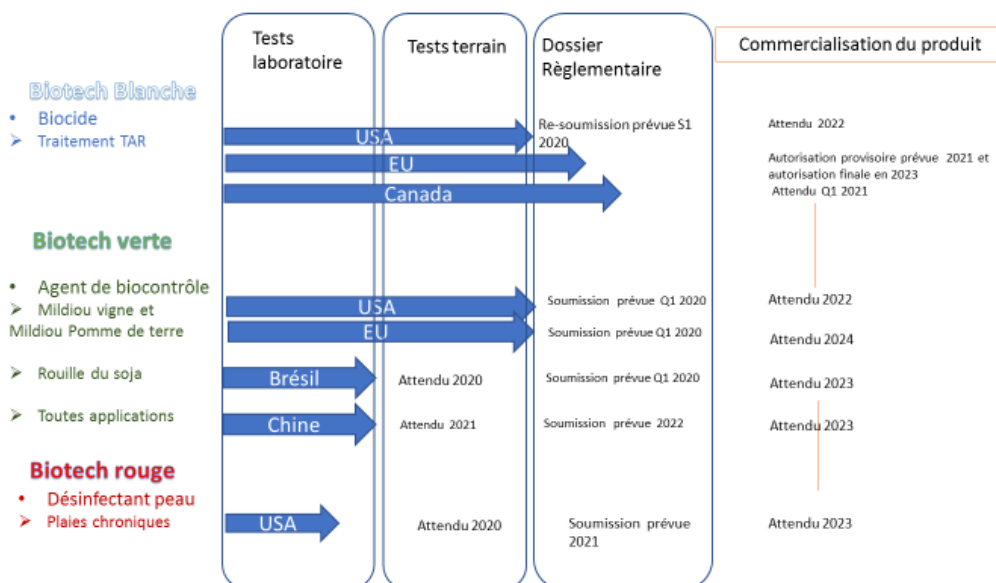 Tests
laboratoire
Tests terrain
Dossier
Règlementaire
Commercialisation du produit
Biotech Blanche
• Biocide
➢ Traitement TAR
USA
Re-soumission prévue S1
2020
Attendu 2022
EU
Autorisation provisoire prévue 2021 et
autorisation finale en 2023
Canada
Attendu Q1 2021
Biotech verte
• Agent de biocontrôle
➢ Mildiou vigne et
Mildiou Pomme de terre
USA
Soumission prévue Q1 2020
Attendu 2022
EU
Soumission prévue Q1 2020
Attendu 2024
➢ Rouille du soja
Brésil
Attendu 2020
Soumission prévue Q1 2020
Attendu 2023
➢ Toutes applications
Chine
Attendu 2021
Soumission prévue 2022
Attendu 2023
Biotech rouge
• Désinfectant peau
➢ Plaies chroniques
USA
Attendu 2020
Soumission prévue
2021
Attendu 2023